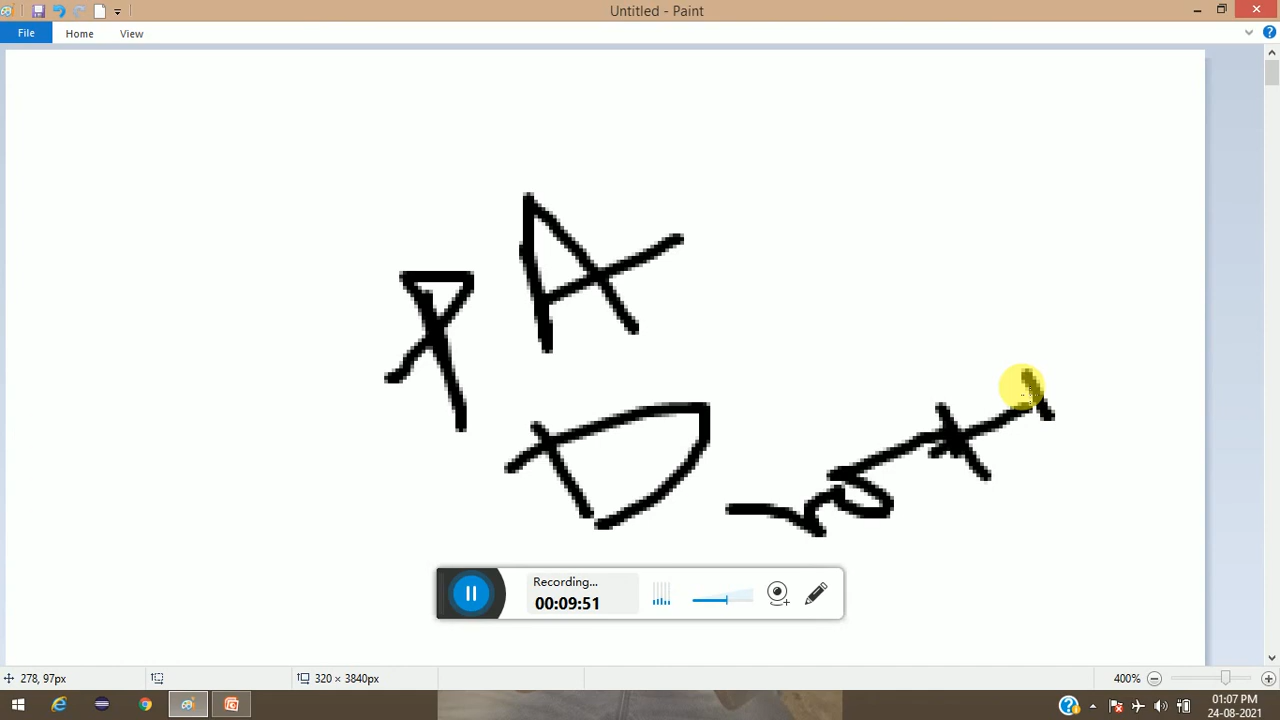 Untitled - Paint
File Home View
A
D
Recording...
00:09:51
278, 97px
320 × 3840px
400%
01:07 PM
24-08-2021